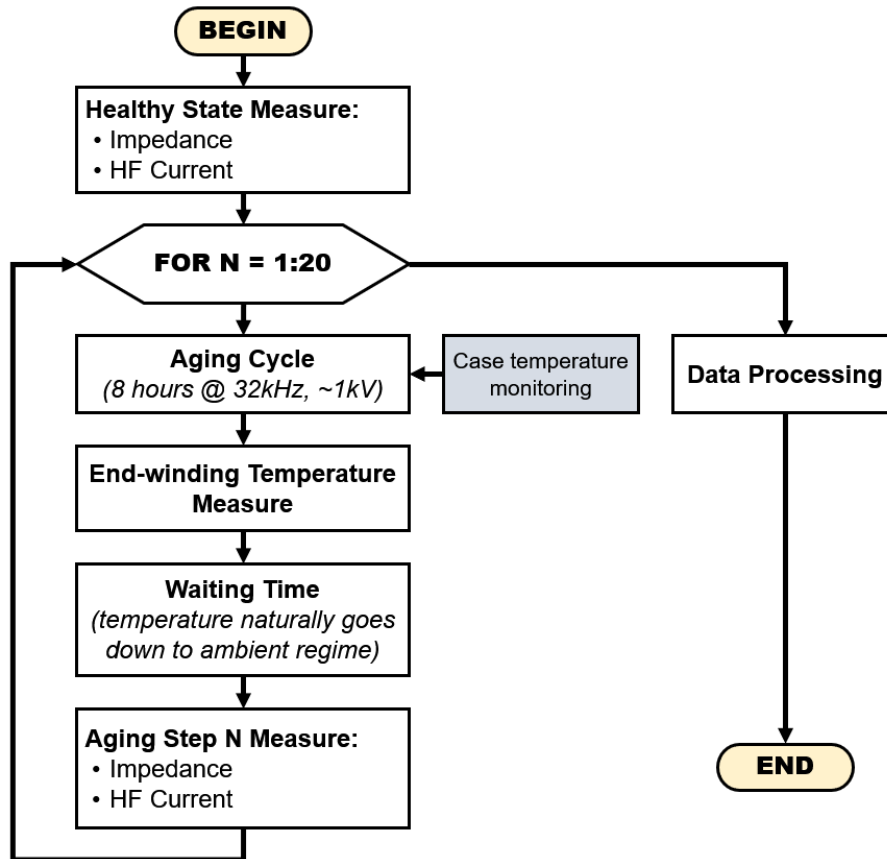 BEGIN
Healthy State Measure:
• Impedance
• HF Current
FOR N = 1:20
Aging Cycle
(8 hours @ 32kHz, ~1kV)
Case temperature
monitoring
Data Processing
End-winding Temperature
Measure
Waiting Time
(temperature naturally goes
down to ambient regime)
Aging Step N Measure:
• Impedance
• HF Current
END